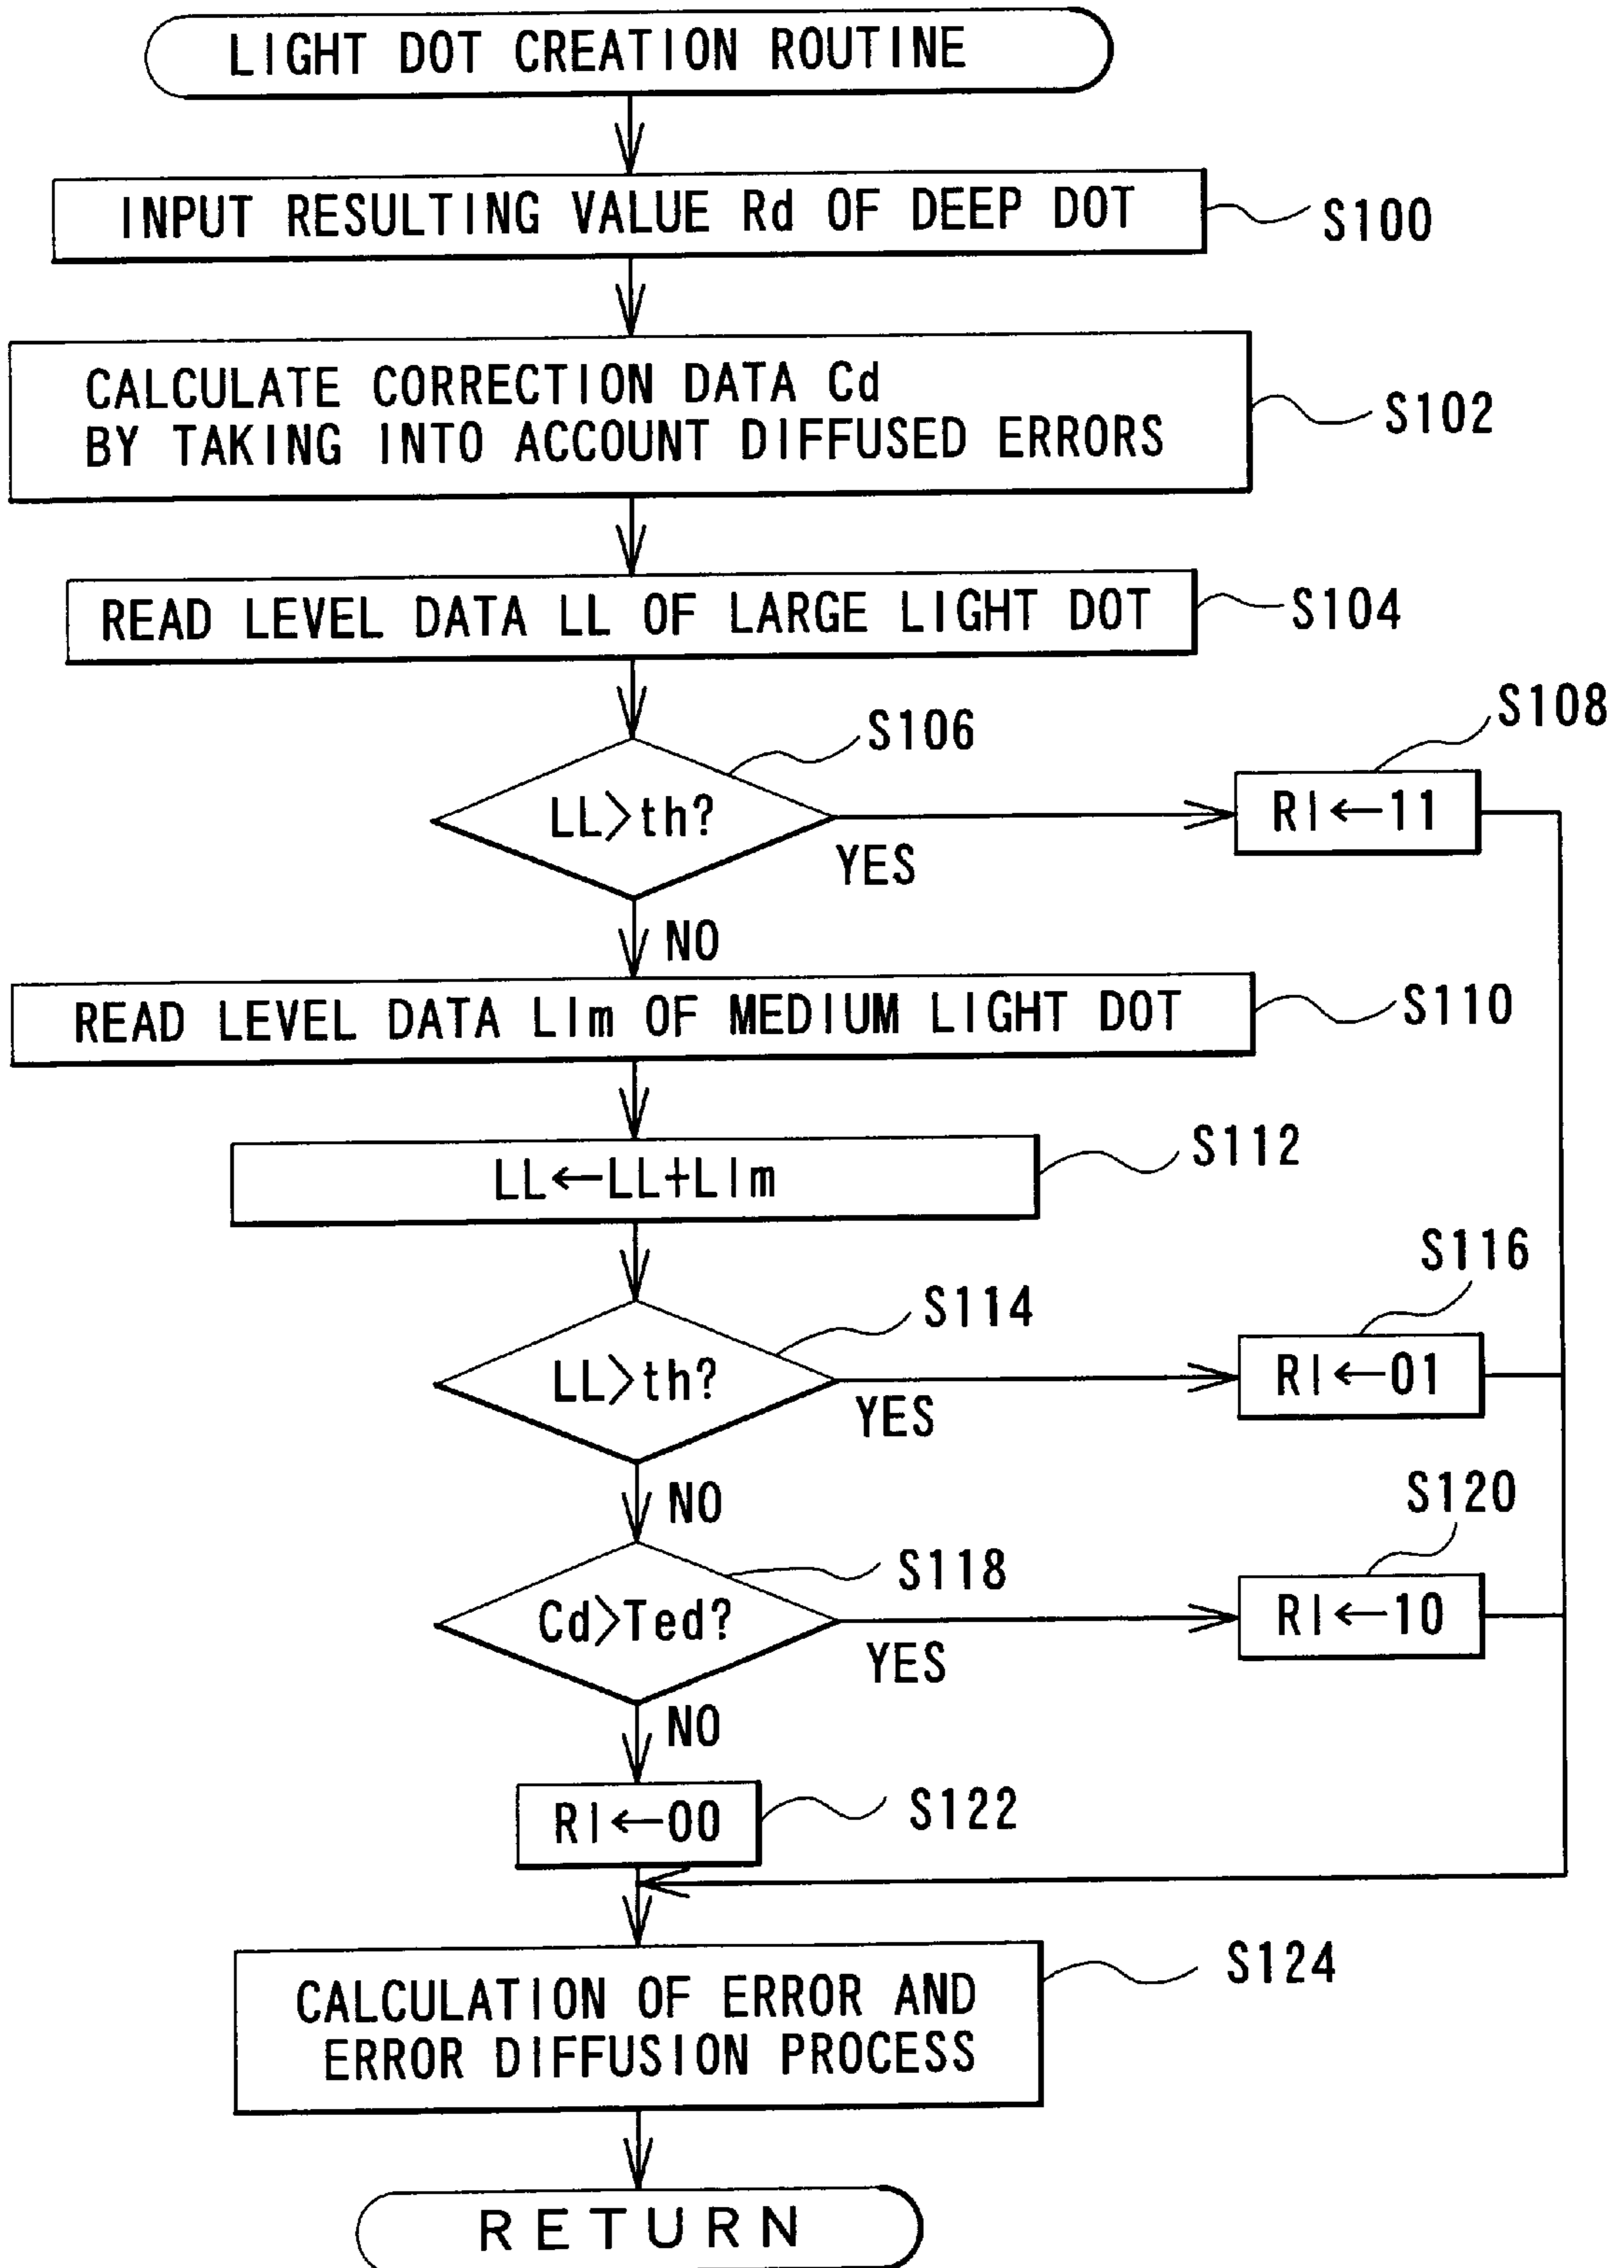 LIGHT DOT CREATION ROUTINE
INPUT RESULTING VALUE Rd OF DEEP DOT
S100
CALCULATE CORRECTION DATA Cd
BY TAKING INTO ACCOUNT DIFFUSED ERRORS
S102
READ LEVEL DATA LL OF LARGE LIGHT DOT
S104
S106
LL>th?
YES
S108
Rl←11
NO
READ LEVEL DATA Llm OF MEDIUM LIGHT DOT
S110
LL←LL+Llm
S112
S114
LL>th?
YES
S116
Rl←01
NO
S118
Cd>Ted?
YES
S120
Rl←10
NO
Rl←00
S122
CALCULATION OF ERROR AND
ERROR DIFFUSION PROCESS
S124
RETURN